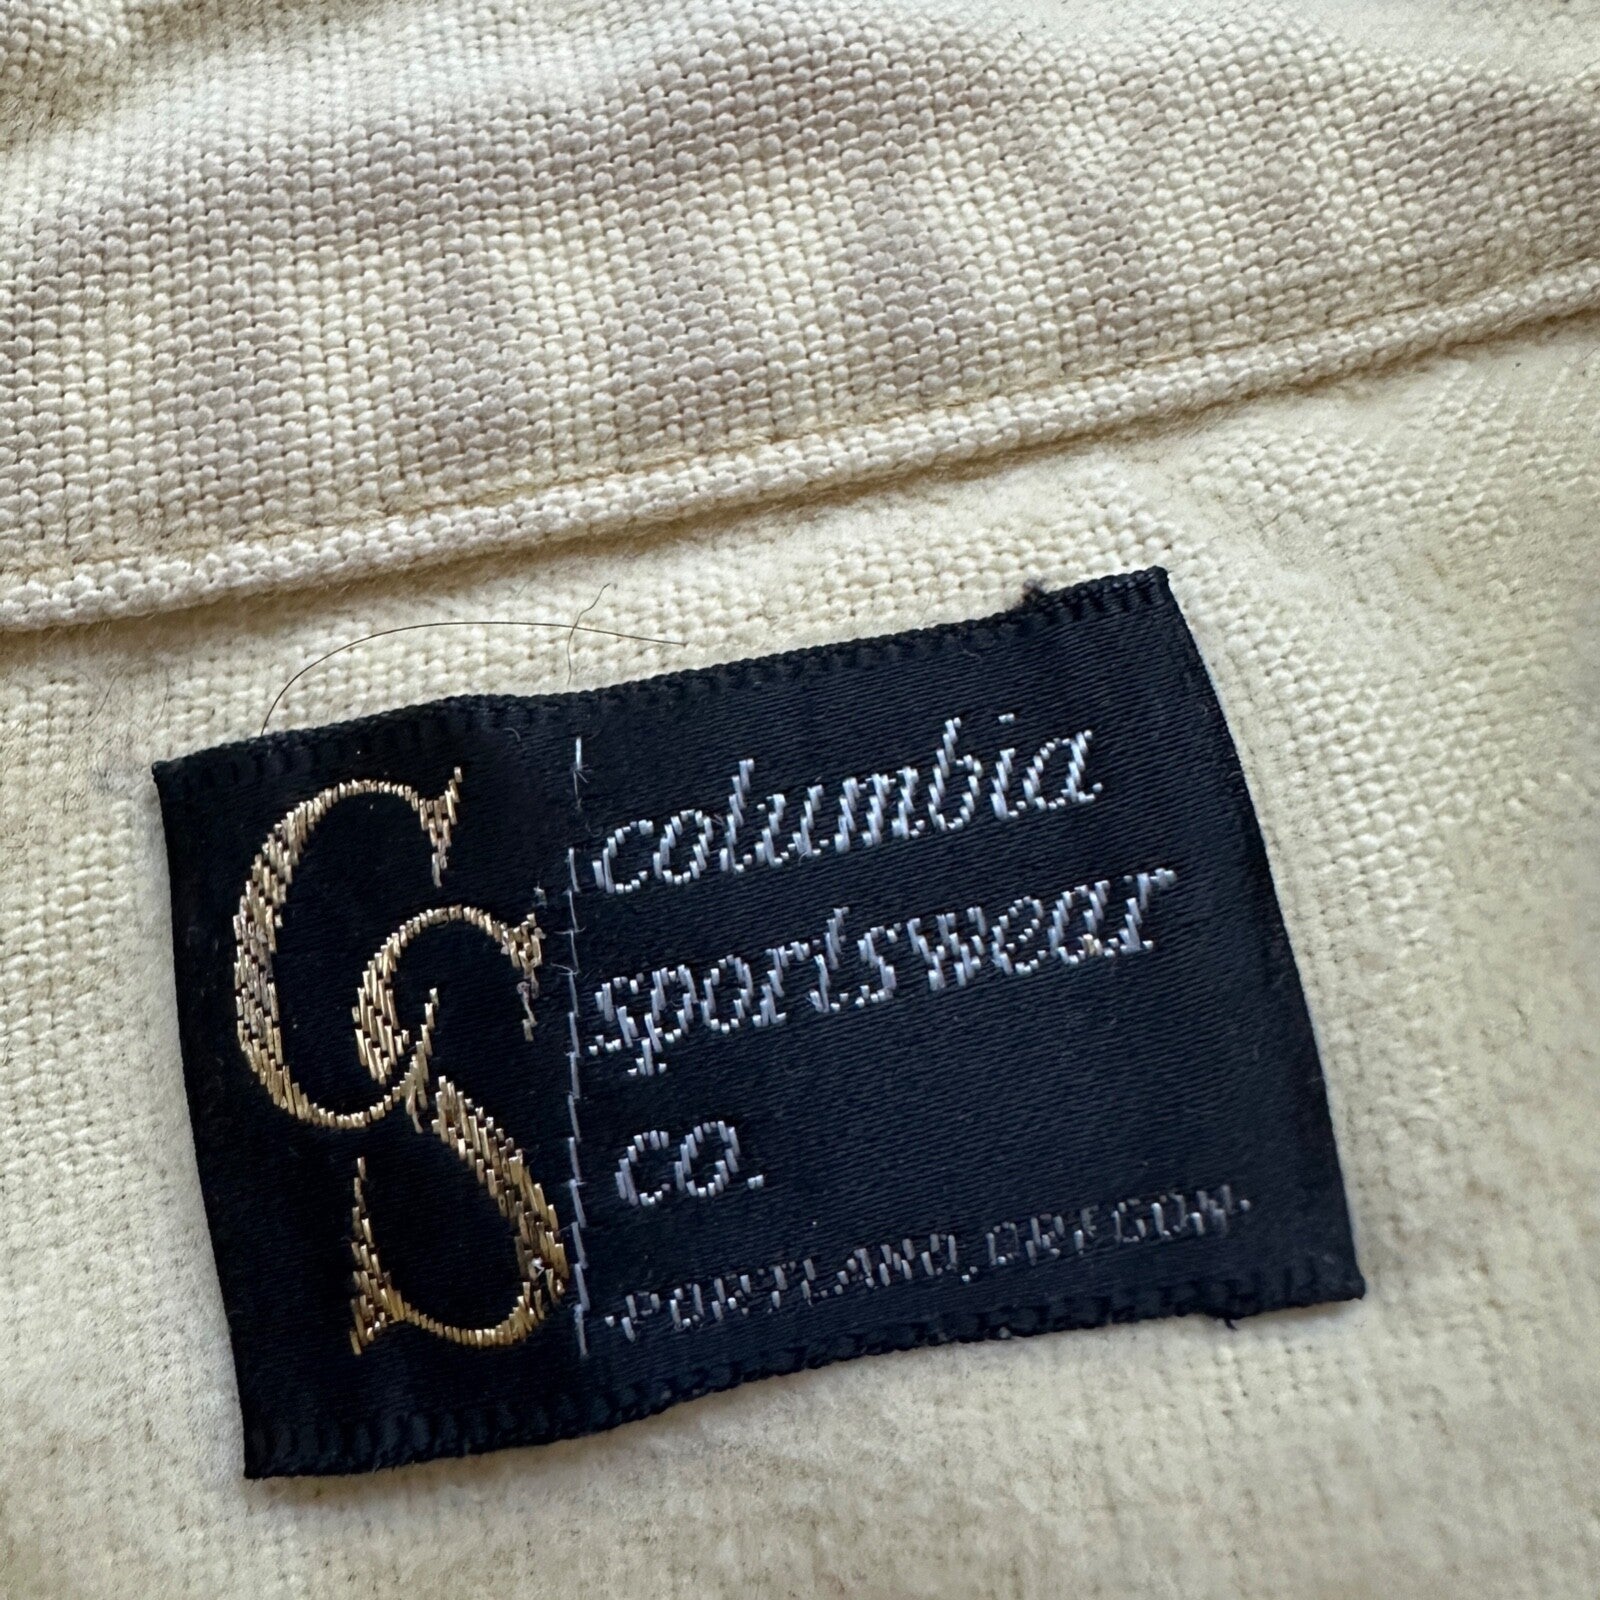 CS
columbia
sportswear
co.
PORTLAND, OREGON